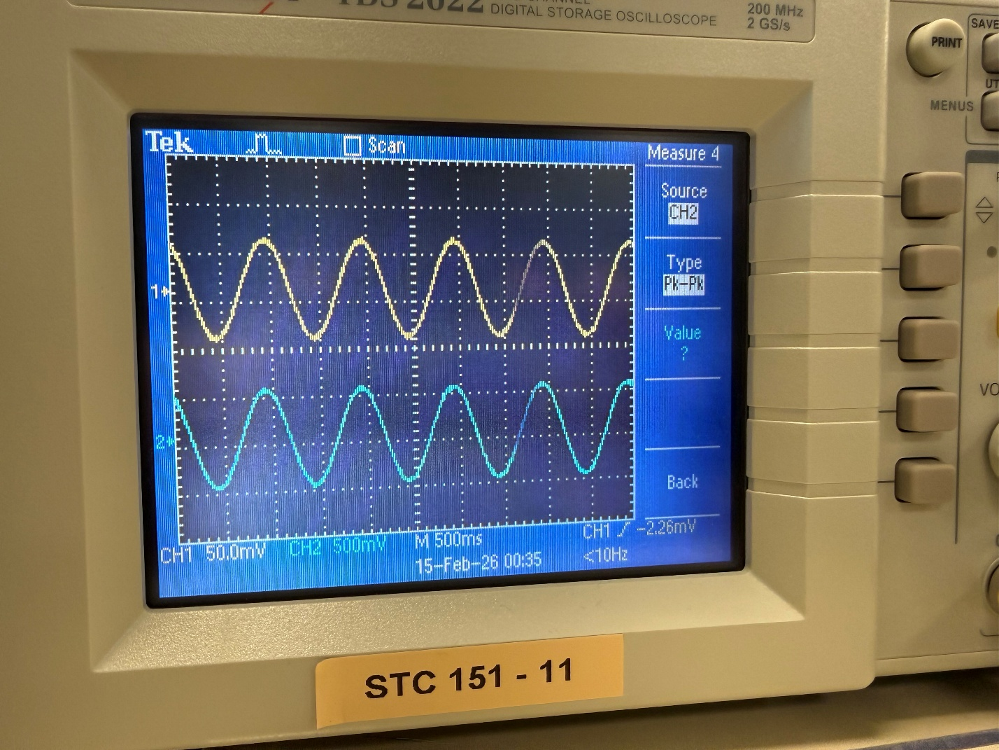 TDS 2022
DIGITAL STORAGE OSCILLOSCOPE
200 MHz
2 GS/s
PRINT
SAVE
MENUS
Tek
Scan
Measure 4
Source
CH2
Type
Pk-Pk
Value
?
Back
1
2
CH1 50.0mV
CH2 500mV
M 500ms
CH1
-2.26mV
15-Feb-26 00:35
<10Hz
STC 151 - 11